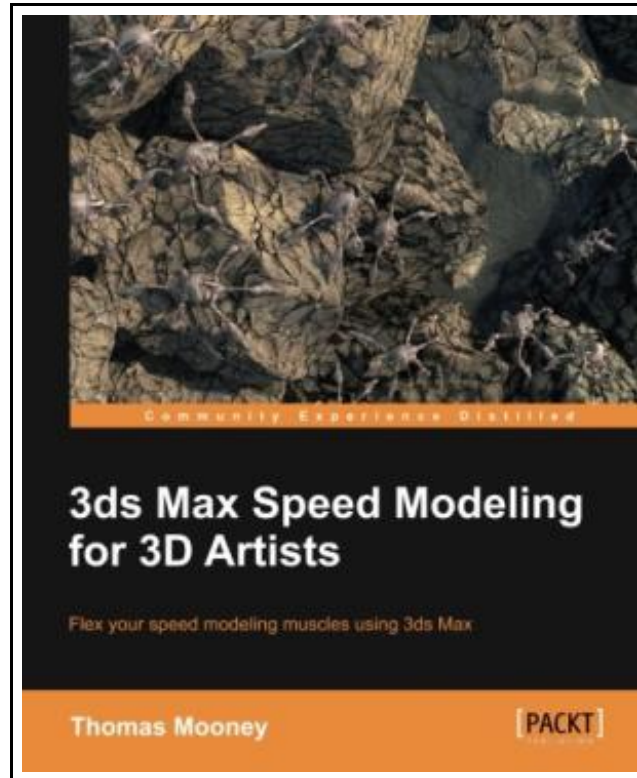 Community Experience Distilled
3ds Max Speed Modeling
for 3D Artists
Flex your speed modeling muscles using 3ds Max
Thomas Mooney
[PACKT]
PUBLISHING